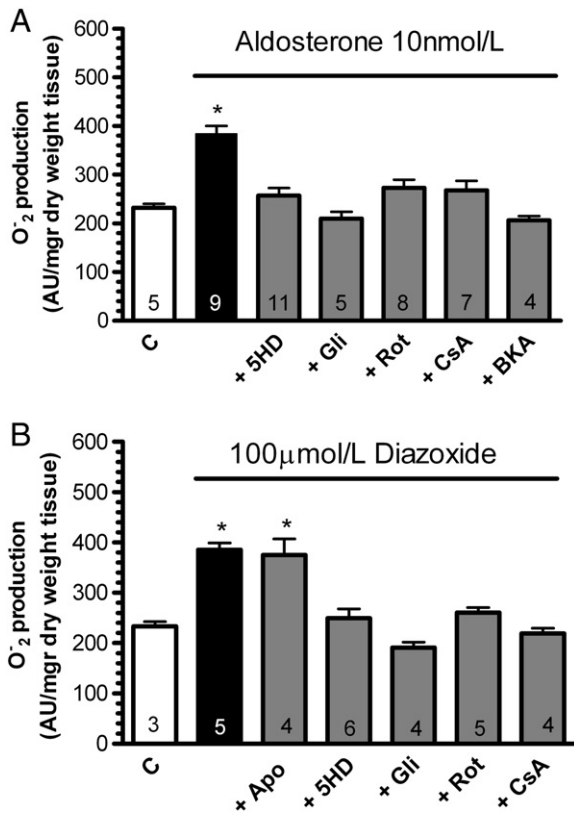 A
Aldosterone 10nmol/L
O⁻₂ production
(AU/mgr dry weight tissue)
600
500
400
300
200
100
0
*
5 9 11 5 8 7 4
C + 5HD + Gli + Rot + CsA + BKA
B
100μmol/L Diazoxide
O⁻₂ production
(AU/mgr dry weight tissue)
600
500
400
300
200
100
0
* *
3 5 4 6 4 5 4
C + Apo + 5HD + Gli + Rot + CsA